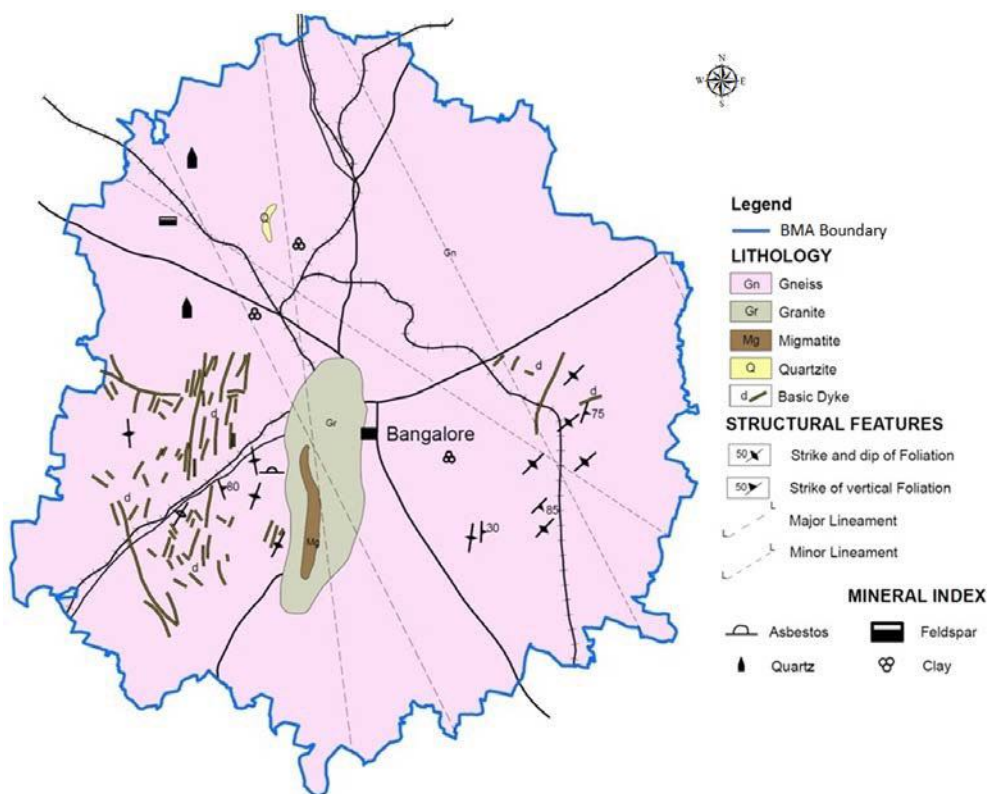 N
W E
S
Q
Gn
d
d
d
75
Gr
Bangalore
80
d
85
30
Mg
d
Legend
BMA Boundary
LITHOLOGY
Gn Gneiss
Gr Granite
Mg Migmatite
Q Quartzite
d Basic Dyke
STRUCTURAL FEATURES
50 Strike and dip of Foliation
50 Strike of vertical Foliation
L L Major Lineament
L L Minor Lineament
MINERAL INDEX
Asbestos Feldspar
Quartz Clay